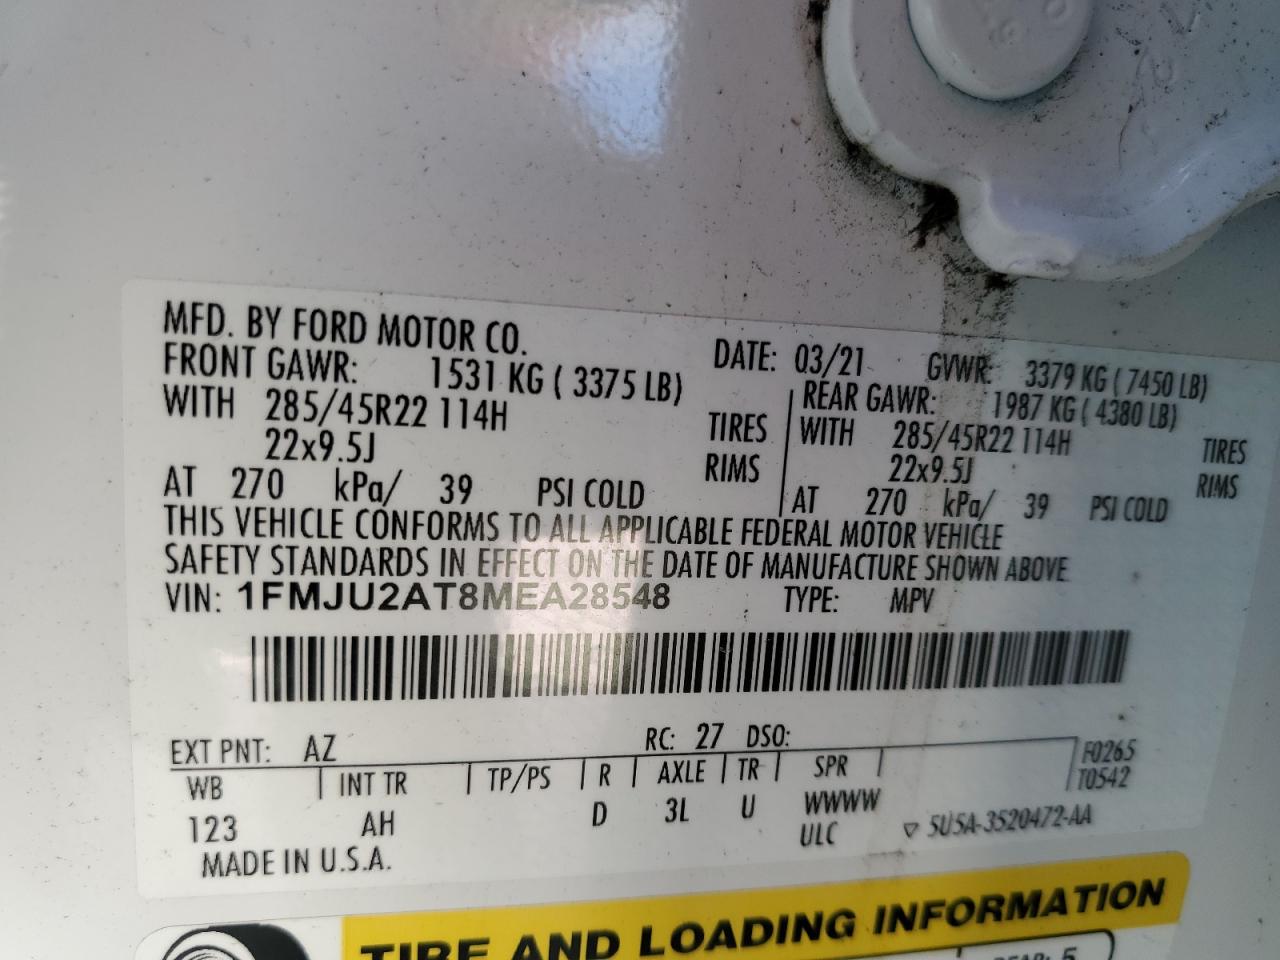 MFD. BY FORD MOTOR CO.
DATE: 03/21 GVWR: 3379 KG ( 7450 LB)
FRONT GAWR: 1531 KG ( 3375 LB) REAR GAWR: 1987 KG ( 4380 LB)
WITH 285/45R22 114H TIRES WITH 285/45R22 114H TIRES
22x9.5J RIMS 22x9.5J RIMS
AT 270 kPa/ 39 PSI COLD AT 270 kPa/ 39 PSI COLD
THIS VEHICLE CONFORMS TO ALL APPLICABLE FEDERAL MOTOR VEHICLE
SAFETY STANDARDS IN EFFECT ON THE DATE OF MANUFACTURE SHOWN ABOVE
VIN: 1FMJU2AT8MEA28548 TYPE: MPV
EXT PNT: AZ RC: 27 DSO:
WB INT TR TP/PS R AXLE TR SPR F0265
T0542
123 AH D 3L U WWWW
ULC ▽ 5U5A-3520472-AA
MADE IN U.S.A.
TIRE AND LOADING INFORMATION